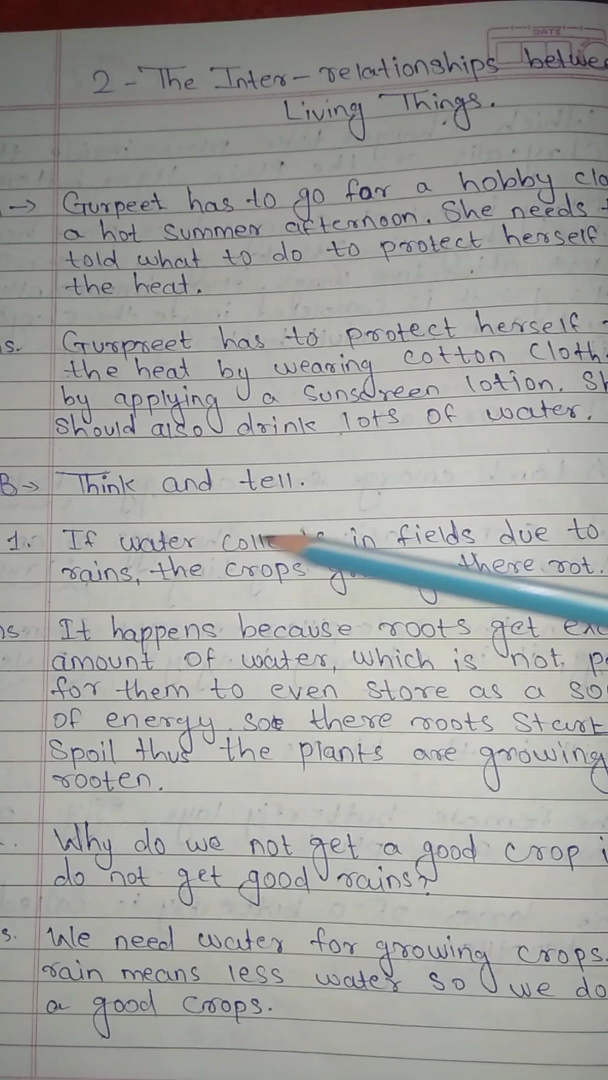 DATE
2 - The Inter - relationships betwee
Living Things.
→ Gurpeet has to go far a hobby cla
a hot summer afternoon. She needs t
told what to do to protect herself
the heat.
s. Gurpreet has to protect herself
the heat by wearing cotton cloth
by applying a sunscreen lotion. Sh
should also drink lots of water.
B → Think and tell.
1. If water in fields due to
rains, the crops there rot.
ns It happens because roots get exc
amount of water, which is not p
for them to even store as a so
of energy so there roots start
spoil thus the plants are growing
rooten.
Why do we not get a good crop i
do not get good rains?
s. We need water for growing crops.
rain means less water so we do
a good crops.